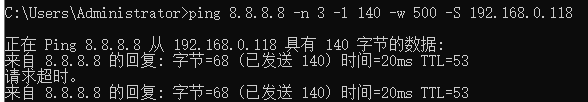 C:\Users\Administrator>ping 8.8.8.8 -n 3 -l 140 -w 500 -S 192.168.0.118
正在 Ping 8.8.8.8 从 192.168.0.118 具有 140 字节的数据:
来自 8.8.8.8 的回复: 字节=68 (已发送 140) 时间=20ms TTL=53
请求超时。
来自 8.8.8.8 的回复: 字节=68 (已发送 140) 时间=20ms TTL=53